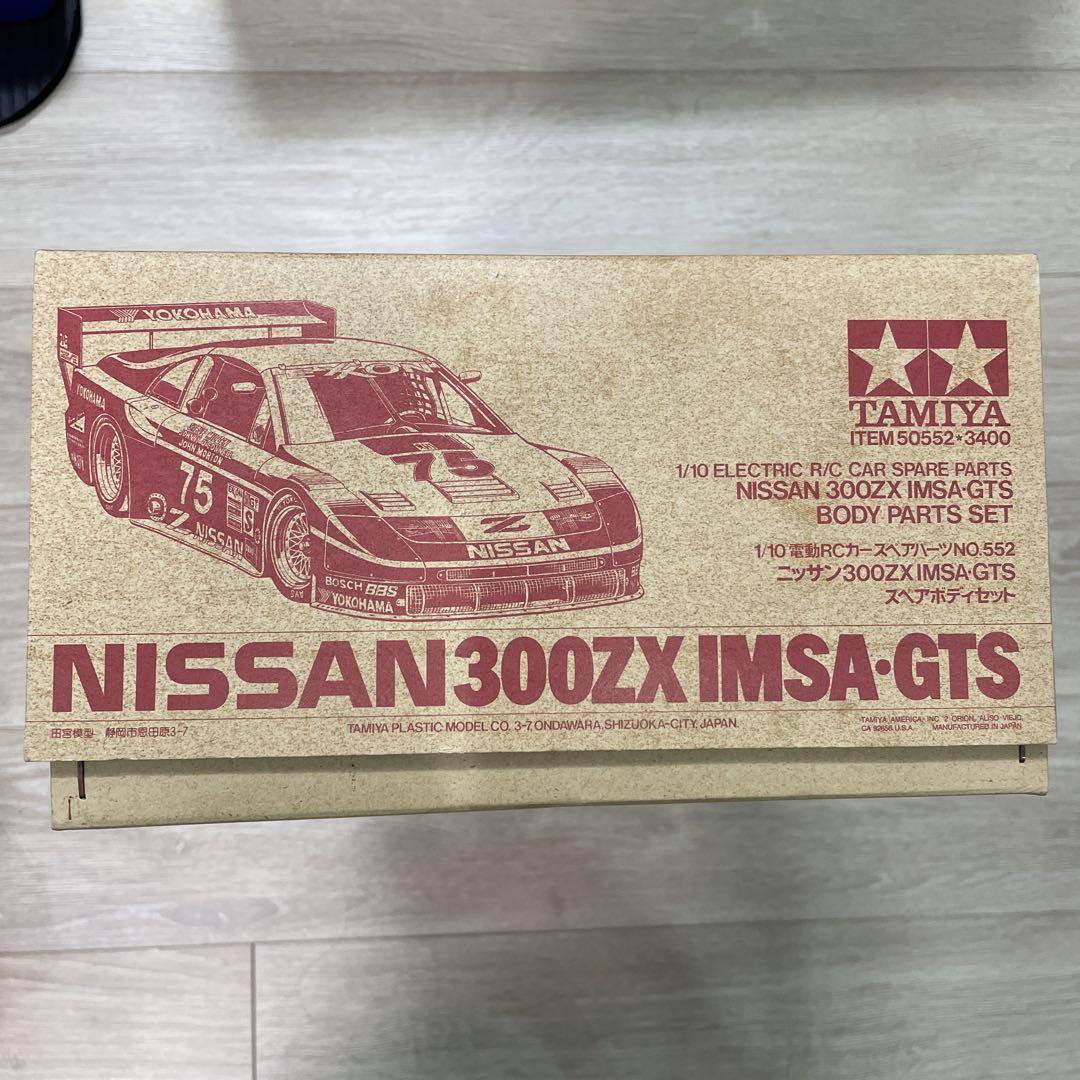 YOKOHAMA
YOKOHAMA
JOHN MORTON
75
Z NISSAN
75
Z
NISSAN
BOSCH BBS
YOKOHAMA
TAMIYA
ITEM 50552★3400
1/10 ELECTRIC R/C CAR SPARE PARTS
NISSAN 300ZX IMSA·GTS
BODY PARTS SET
1/10 電動RCカースペアパーツNO.552
ニッサン300ZX IMSA·GTS
スペアボディセット
NISSAN 300ZX IMSA·GTS
田宮模型 静岡市恩田原3-7
TAMIYA PLASTIC MODEL CO. 3-7, ONDAWARA, SHIZUOKA-CITY, JAPAN.
TAMIYA AMERICA, INC. 2 ORION, ALISO VIEJO,
CA 92656 U.S.A. MANUFACTURED IN JAPAN